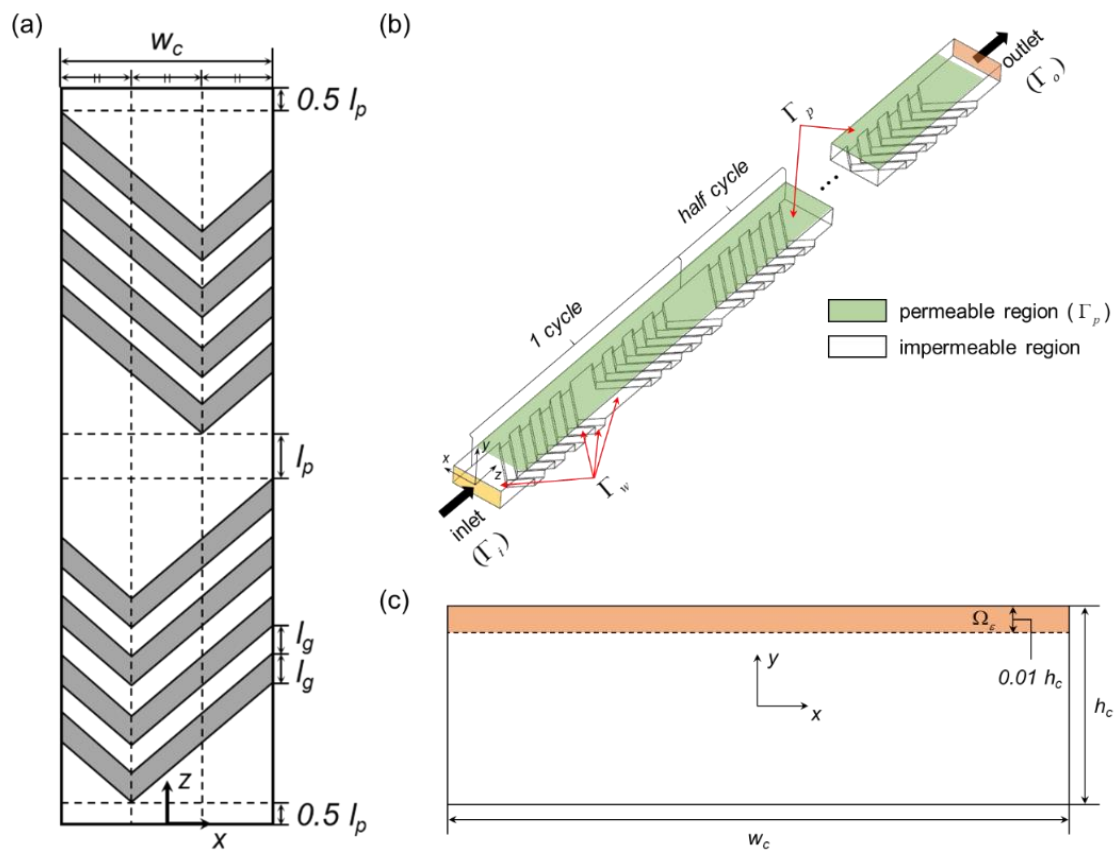 (a)
w_c
0.5 l_p
l_p
l_g
l_g
z
x
0.5 l_p
(b)
outlet
(Γ_o)
Γ_p
half cycle
...
1 cycle
permeable region (Γ_p)
impermeable region
x
y
z
Γ_w
inlet
(Γ_i)
(c)
Ω_ε
0.01 h_c
y
x
h_c
w_c